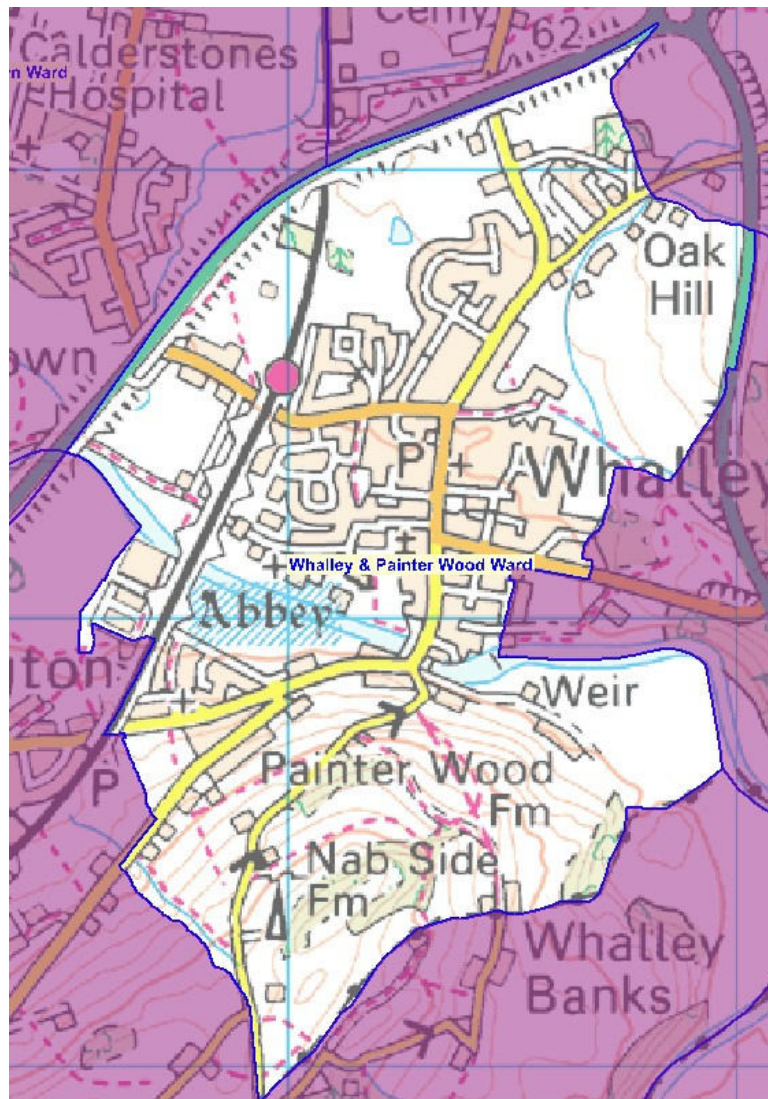 Calderstones
Hospital
n Ward
62
Oak
Hill
own
P
Whalley
Whalley & Painter Wood Ward
Abbey
Weir
P
Painter Wood
Fm
Nab Side
Fm
Whalley
Banks